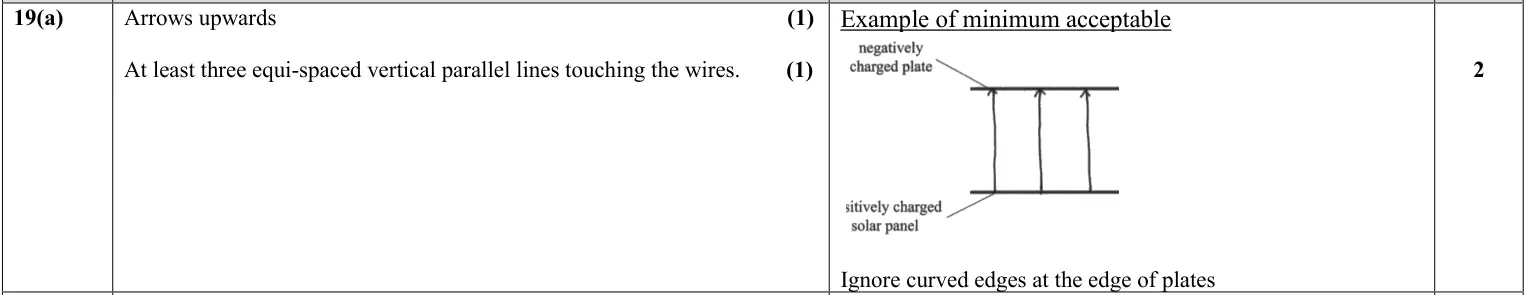 19(a)
Arrows upwards (1)
At least three equi-spaced vertical parallel lines touching the wires. (1)
Example of minimum acceptable
negatively
charged plate
sitively charged
solar panel
Ignore curved edges at the edge of plates
2